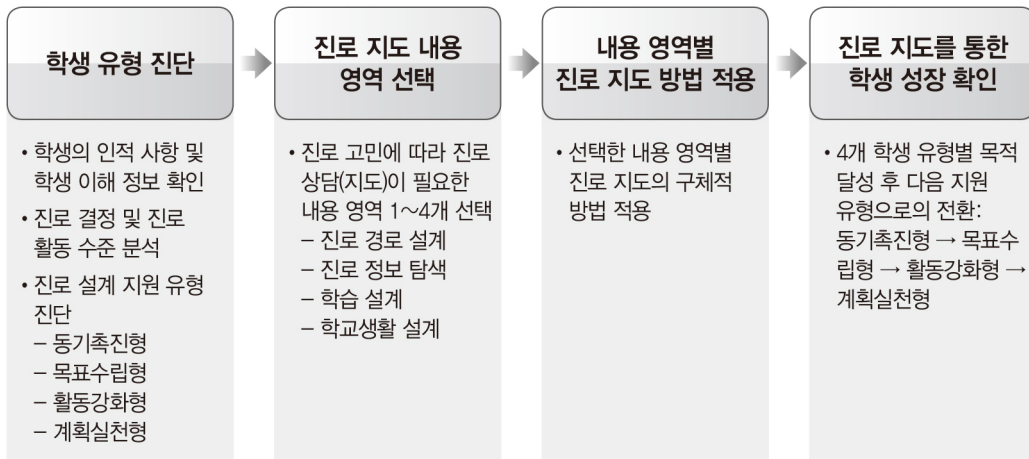 학생 유형 진단
• 학생의 인적 사항 및
학생 이해 정보 확인
• 진로 결정 및 진로
활동 수준 분석
• 진로 설계 지원 유형
진단
– 동기촉진형
– 목표수립형
– 활동강화형
– 계획실천형
진로 지도 내용
영역 선택
• 진로 고민에 따라 진로
상담(지도)이 필요한
내용 영역 1~4개 선택
– 진로 경로 설계
– 진로 정보 탐색
– 학습 설계
– 학교생활 설계
내용 영역별
진로 지도 방법 적용
• 선택한 내용 영역별
진로 지도의 구체적
방법 적용
진로 지도를 통한
학생 성장 확인
• 4개 학생 유형별 목적
달성 후 다음 지원
유형으로의 전환:
동기촉진형 → 목표수
립형 → 활동강화형 →
계획실천형